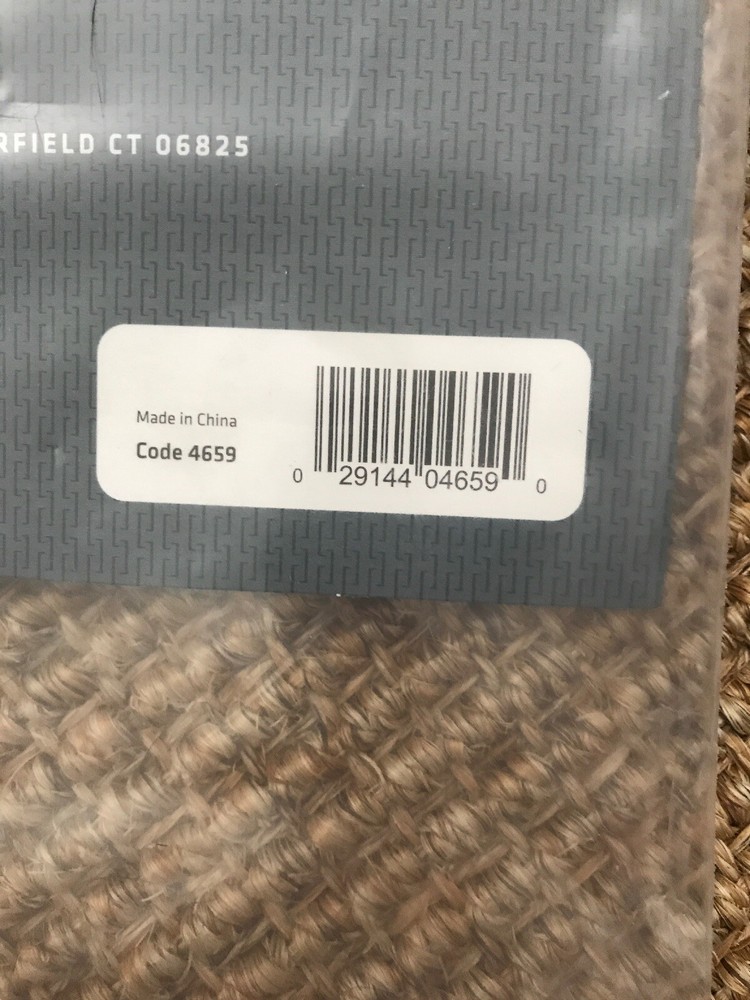 RFIELD CT 06825
Made in China
Code 4659
0 29144 04659 0